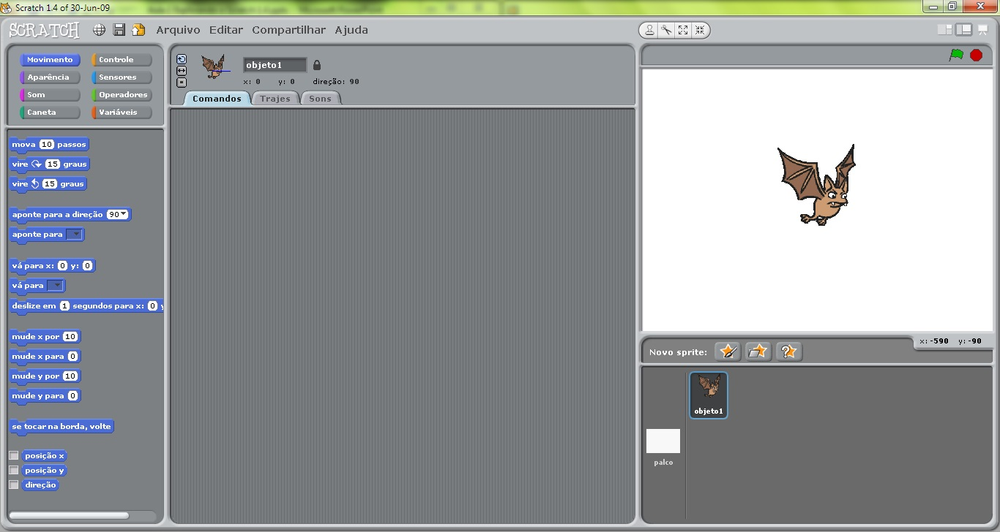 Scratch 1.4 of 30-Jun-09
SCRATCH Arquivo Editar Compartilhar Ajuda
Movimento Controle
Aparência Sensores
Som Operadores
Caneta Variáveis
mova 10 passos
vire 15 graus
vire 15 graus
aponte para a direção 90
aponte para
vá para x: 0 y: 0
vá para
deslize em 1 segundos para x: 0 y
mude x por 10
mude x para 0
mude y por 10
mude y para 0
se tocar na borda, volte
posição x
posição y
direção
objeto1
x: 0 y: 0 direção: 90
Comandos Trajes Sons
x: -590 y: -90
Novo sprite:
objeto1
palco